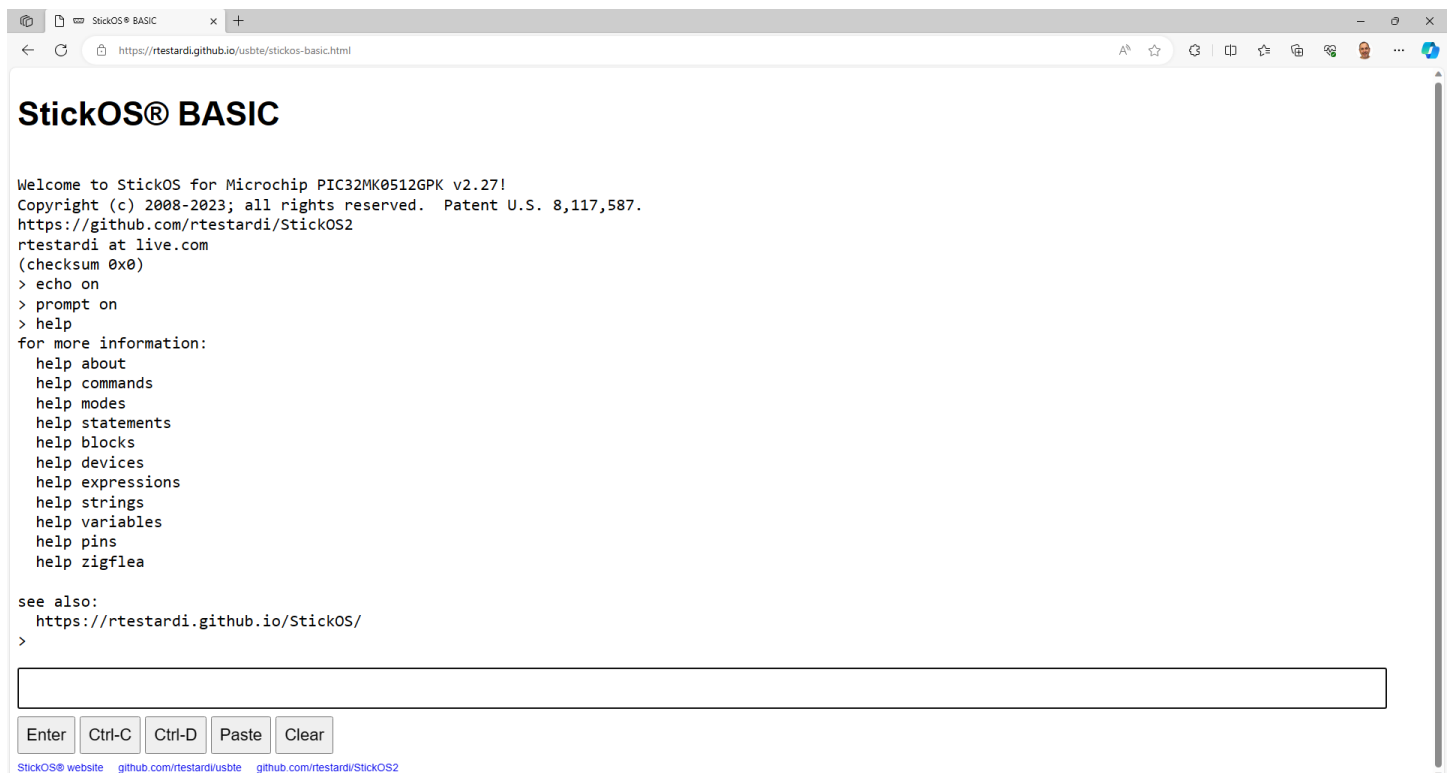 StickOS® BASIC
https://rtestardi.github.io/usbte/stickos-basic.html
StickOS® BASIC
Welcome to StickOS for Microchip PIC32MK0512GPK v2.27!
Copyright (c) 2008-2023; all rights reserved.  Patent U.S. 8,117,587.
https://github.com/rtestardi/StickOS2
rtestardi at live.com
(checksum 0x0)
> echo on
> prompt on
> help
for more information:
  help about
  help commands
  help modes
  help statements
  help blocks
  help devices
  help expressions
  help strings
  help variables
  help pins
  help zigflea
see also:
  https://rtestardi.github.io/StickOS/
>
Enter Ctrl-C Ctrl-D Paste Clear
StickOS® website github.com/rtestardi/usbte github.com/rtestardi/StickOS2